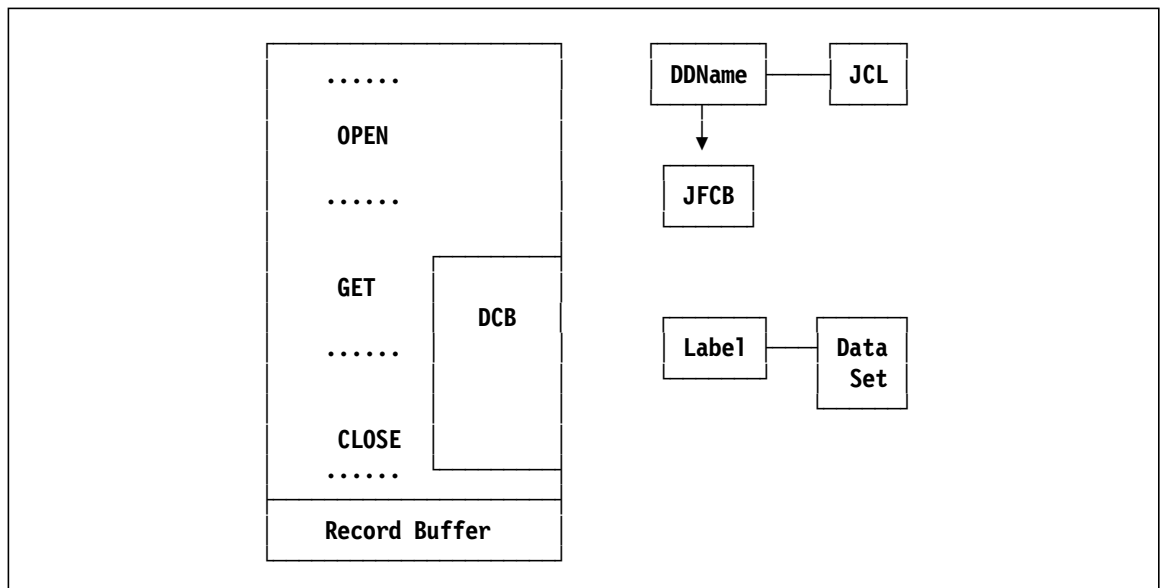 ......
OPEN
......
GET
DCB
......
CLOSE
......
Record Buffer
DDName
JCL
JFCB
Label
Data
Set